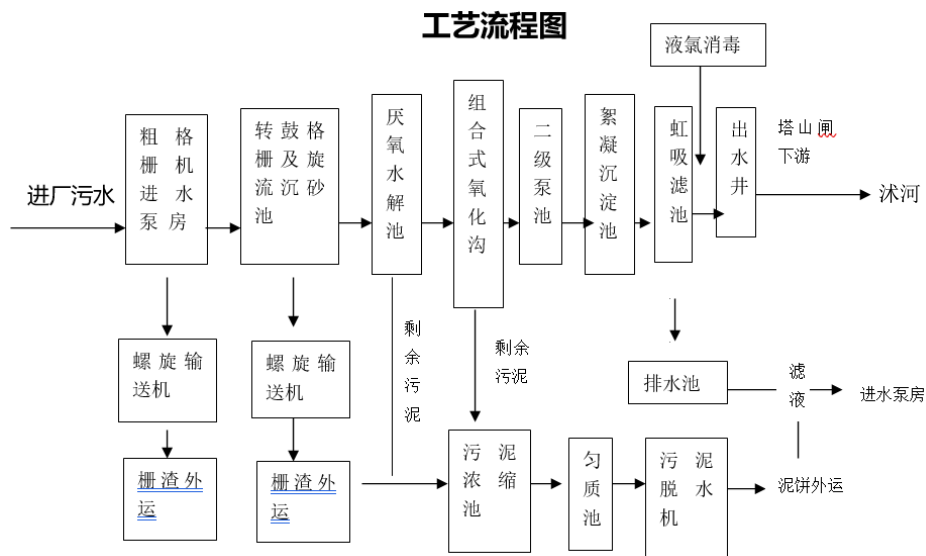 工艺流程图
液氯消毒
进厂污水
粗格
栅机
进水
泵房
转鼓格
栅及旋
流沉砂
池
厌
氧
水
解
池
组
合
式
氧
化
沟
二
级
泵
池
絮
凝
沉
淀
池
虹
吸
滤
池
出
水
井
塔山闸
下游
沭河
螺旋输
送机
螺旋输
送机
剩
余
污
泥
剩余
污泥
排水池
滤
液
进水泵房
栅渣外
运
栅渣外
运
污泥
浓缩
池
匀
质
池
污泥
脱水
机
泥饼外运